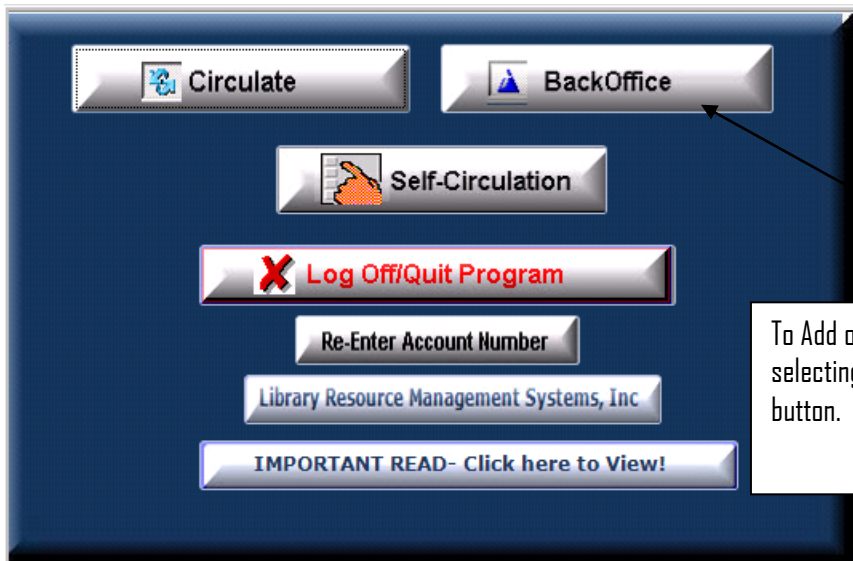 Circulate
BackOffice
Self-Circulation
Log Off/Quit Program
Re-Enter Account Number
Library Resource Management Systems, Inc
IMPORTANT READ- Click here to View!
To Add
selecting
button.